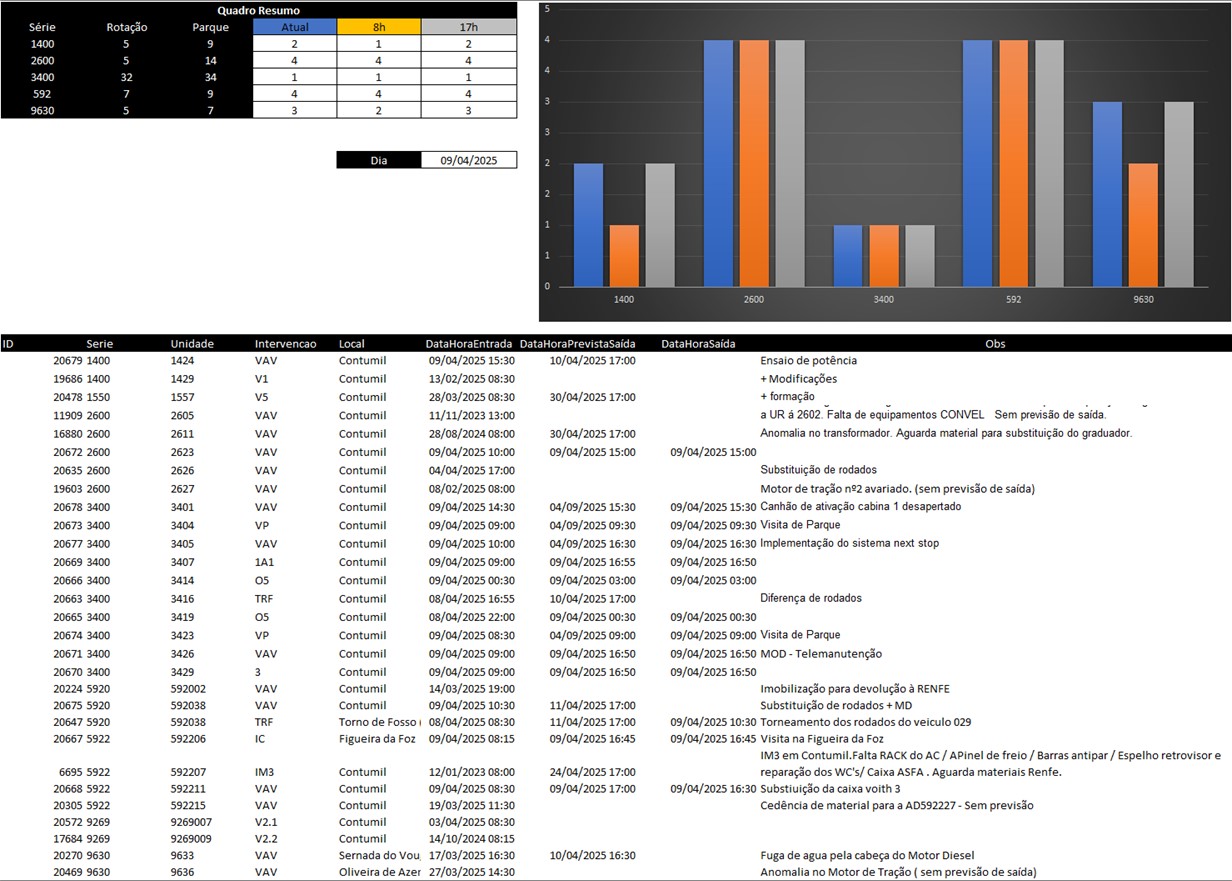 Quadro Resumo
Série Rotação Parque Atual 8h 17h
1400 5 9 2 1 2
2600 5 14 4 4 4
3400 32 34 1 1 1
592 7 9 4 4 4
9630 5 7 3 2 3
Dia 09/04/2025
5
4
4
3
3
2
2
1
1
0
1400 2600 3400 592 9630
ID Serie Unidade Intervencao Local DataHoraEntrada DataHoraPrevistaSaída DataHoraSaída Obs
20679 1400 1424 VAV Contumil 09/04/2025 15:30 10/04/2025 17:00 Ensaio de potência
19686 1400 1429 V1 Contumil 13/02/2025 08:30 + Modificações
20478 1550 1557 V5 Contumil 28/03/2025 08:30 30/04/2025 17:00 + formação
11909 2600 2605 VAV Contumil 11/11/2023 13:00 a UR á 2602. Falta de equipamentos CONVEL Sem previsão de saída.
16880 2600 2611 VAV Contumil 28/08/2024 08:00 30/04/2025 17:00 Anomalia no transformador. Aguarda material para substituição do graduador.
20672 2600 2623 VAV Contumil 09/04/2025 10:00 09/04/2025 15:00 09/04/2025 15:00
20635 2600 2626 VAV Contumil 04/04/2025 17:00 Substituição de rodados
19603 2600 2627 VAV Contumil 08/02/2025 08:00 Motor de tração nº2 avariado. (sem previsão de saída)
20678 3400 3401 VAV Contumil 09/04/2025 14:30 04/09/2025 15:30 09/04/2025 15:30 Canhão de ativação cabina 1 desapertado
20673 3400 3404 VP Contumil 09/04/2025 09:00 04/09/2025 09:30 09/04/2025 09:30 Visita de Parque
20677 3400 3405 VAV Contumil 09/04/2025 10:00 04/09/2025 16:30 09/04/2025 16:30 Implementação do sistema next stop
20669 3400 3407 1A1 Contumil 09/04/2025 09:00 09/04/2025 16:55 09/04/2025 16:50
20666 3400 3414 O5 Contumil 09/04/2025 00:30 09/04/2025 03:00 09/04/2025 03:00
20663 3400 3416 TRF Contumil 08/04/2025 16:55 10/04/2025 17:00 Diferença de rodados
20665 3400 3419 O5 Contumil 08/04/2025 22:00 09/04/2025 00:30 09/04/2025 00:30
20674 3400 3423 VP Contumil 09/04/2025 08:30 04/09/2025 09:00 09/04/2025 09:00 Visita de Parque
20671 3400 3426 VAV Contumil 09/04/2025 09:00 09/04/2025 16:50 09/04/2025 16:50 MOD - Telemanutenção
20670 3400 3429 3 Contumil 09/04/2025 09:00 09/04/2025 16:50 09/04/2025 16:50
20224 5920 592002 VAV Contumil 14/03/2025 19:00 Imobilização para devolução à RENFE
20675 5920 592038 VAV Contumil 09/04/2025 10:30 11/04/2025 17:00 Substituição de rodados + MD
20647 5920 592038 TRF Torno de Fosso ( 08/04/2025 08:30 11/04/2025 17:00 09/04/2025 10:30 Torneamento dos rodados do veiculo 029
20667 5922 592206 IC Figueira da Foz 09/04/2025 08:15 09/04/2025 16:45 09/04/2025 16:45 Visita na Figueira da Foz
IM3 em Contumil.Falta RACK do AC / APinel de freio / Barras antipar / Espelho retrovisor e
6695 5922 592207 IM3 Contumil 12/01/2023 08:00 24/04/2025 17:00 reparação dos WC's/ Caixa ASFA . Aguarda materiais Renfe.
20668 5922 592211 VAV Contumil 09/04/2025 08:30 09/04/2025 17:00 09/04/2025 16:30 Substiuição da caixa voith 3
20305 5922 592215 VAV Contumil 19/03/2025 11:30 Cedência de material para a AD592227 - Sem previsão
20572 9269 9269007 V2.1 Contumil 03/04/2025 08:30
17684 9269 9269009 V2.2 Contumil 14/10/2024 08:15
20270 9630 9633 VAV Sernada do Vou 17/03/2025 16:30 10/04/2025 16:30 Fuga de agua pela cabeça do Motor Diesel
20469 9630 9636 VAV Oliveira de Azer 27/03/2025 14:30 Anomalia no Motor de Tração ( sem previsão de saída)